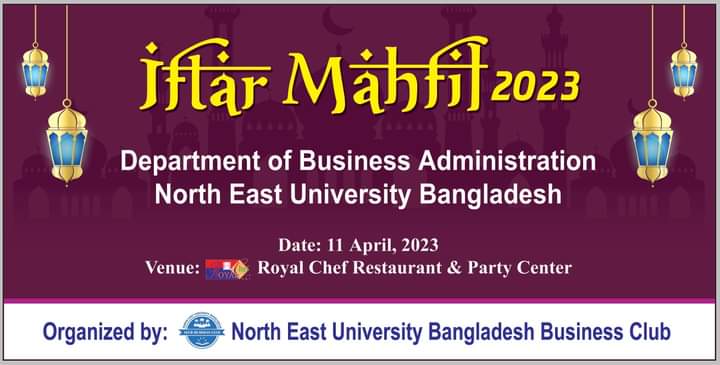 Iftar Mahfil 2023
Department of Business Administration
North East University Bangladesh
Date: 11 April, 2023
Venue: Royal Chef Restaurant & Party Center
Organized by: North East University Bangladesh Business Club